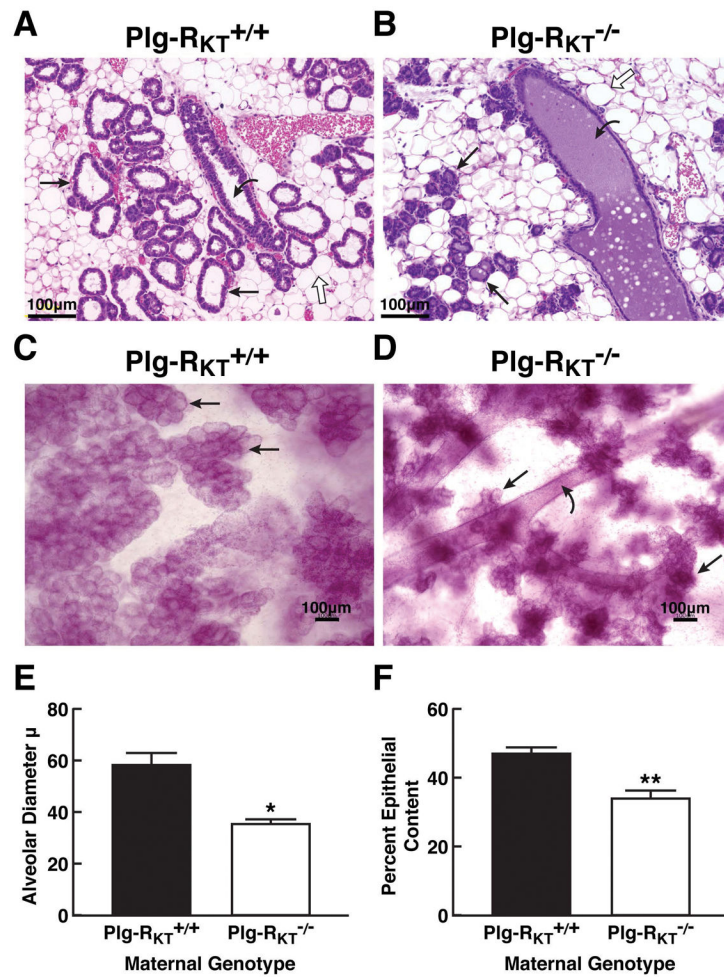 A
Plg-RKT+/+
B
Plg-RKT-/-
100μm
100μm
C
Plg-RKT+/+
D
Plg-RKT-/-
100μm
100μm
E
F
Alveolar Diameter μ
80
60
40
20
0
*
Plg-RKT+/+
Plg-RKT-/-
Maternal Genotype
Percent Epithelial
Content
60
40
20
0
**
Plg-RKT+/+
Plg-RKT-/-
Maternal Genotype